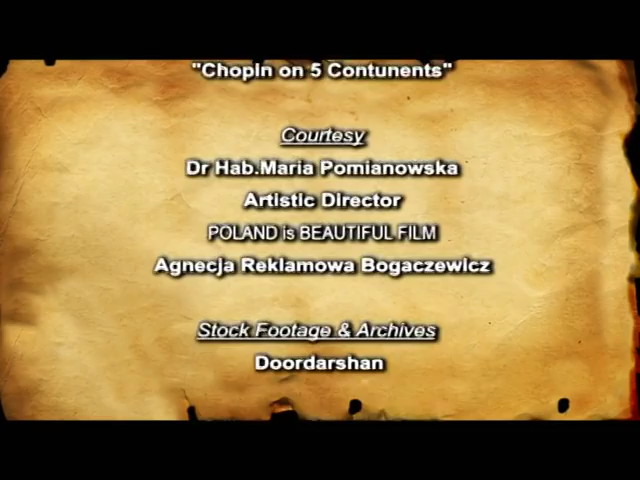 "Chopin on 5 Contunents"
Courtesy
Dr Hab.Maria Pomianowska
Artistic Director
POLAND is BEAUTIFUL FILM
Agnecja Reklamowa Bogaczewicz
Stock Footage & Archives
Doordarshan